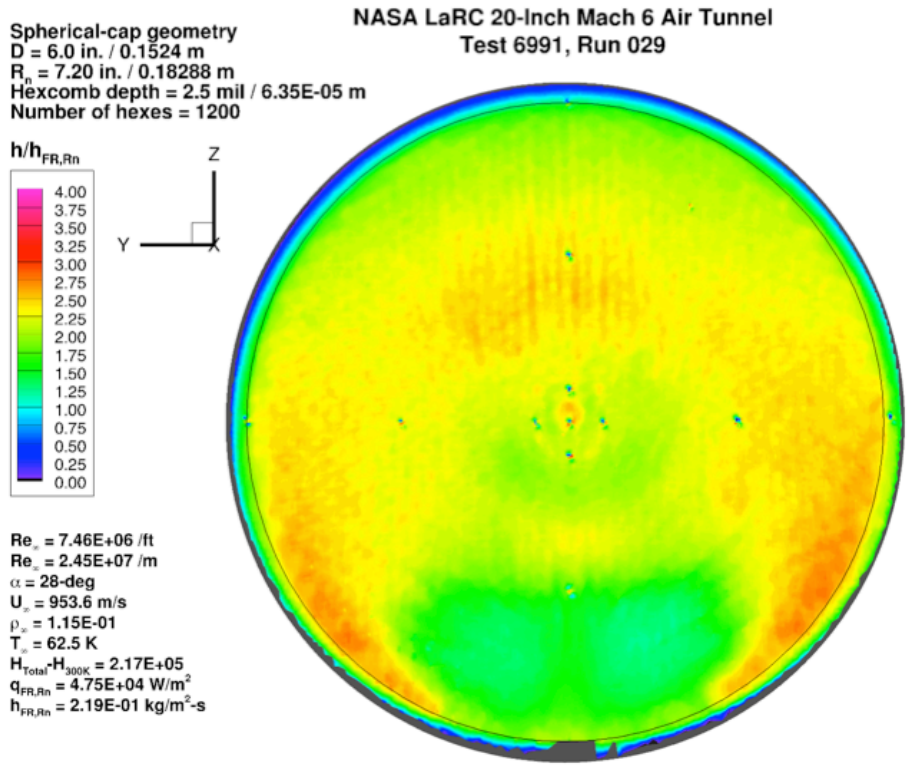 NASA LaRC 20-Inch Mach 6 Air Tunnel
Test 6991, Run 029
Spherical-cap geometry
D = 6.0 in. / 0.1524 m
Rₙ = 7.20 in. / 0.18288 m
Hexcomb depth = 2.5 mil / 6.35E-05 m
Number of hexes = 1200
h/h_FR,Rn
4.00
3.75
3.50
3.25
3.00
2.75
2.50
2.25
2.00
1.75
1.50
1.25
1.00
0.75
0.50
0.25
0.00
Z
Y
X
Re∞ = 7.46E+06 /ft
Re∞ = 2.45E+07 /m
α = 28-deg
U∞ = 953.6 m/s
ρ∞ = 1.15E-01
T∞ = 62.5 K
H_Total-H_300K = 2.17E+05
q_FR,Rn = 4.75E+04 W/m²
h_FR,Rn = 2.19E-01 kg/m²-s